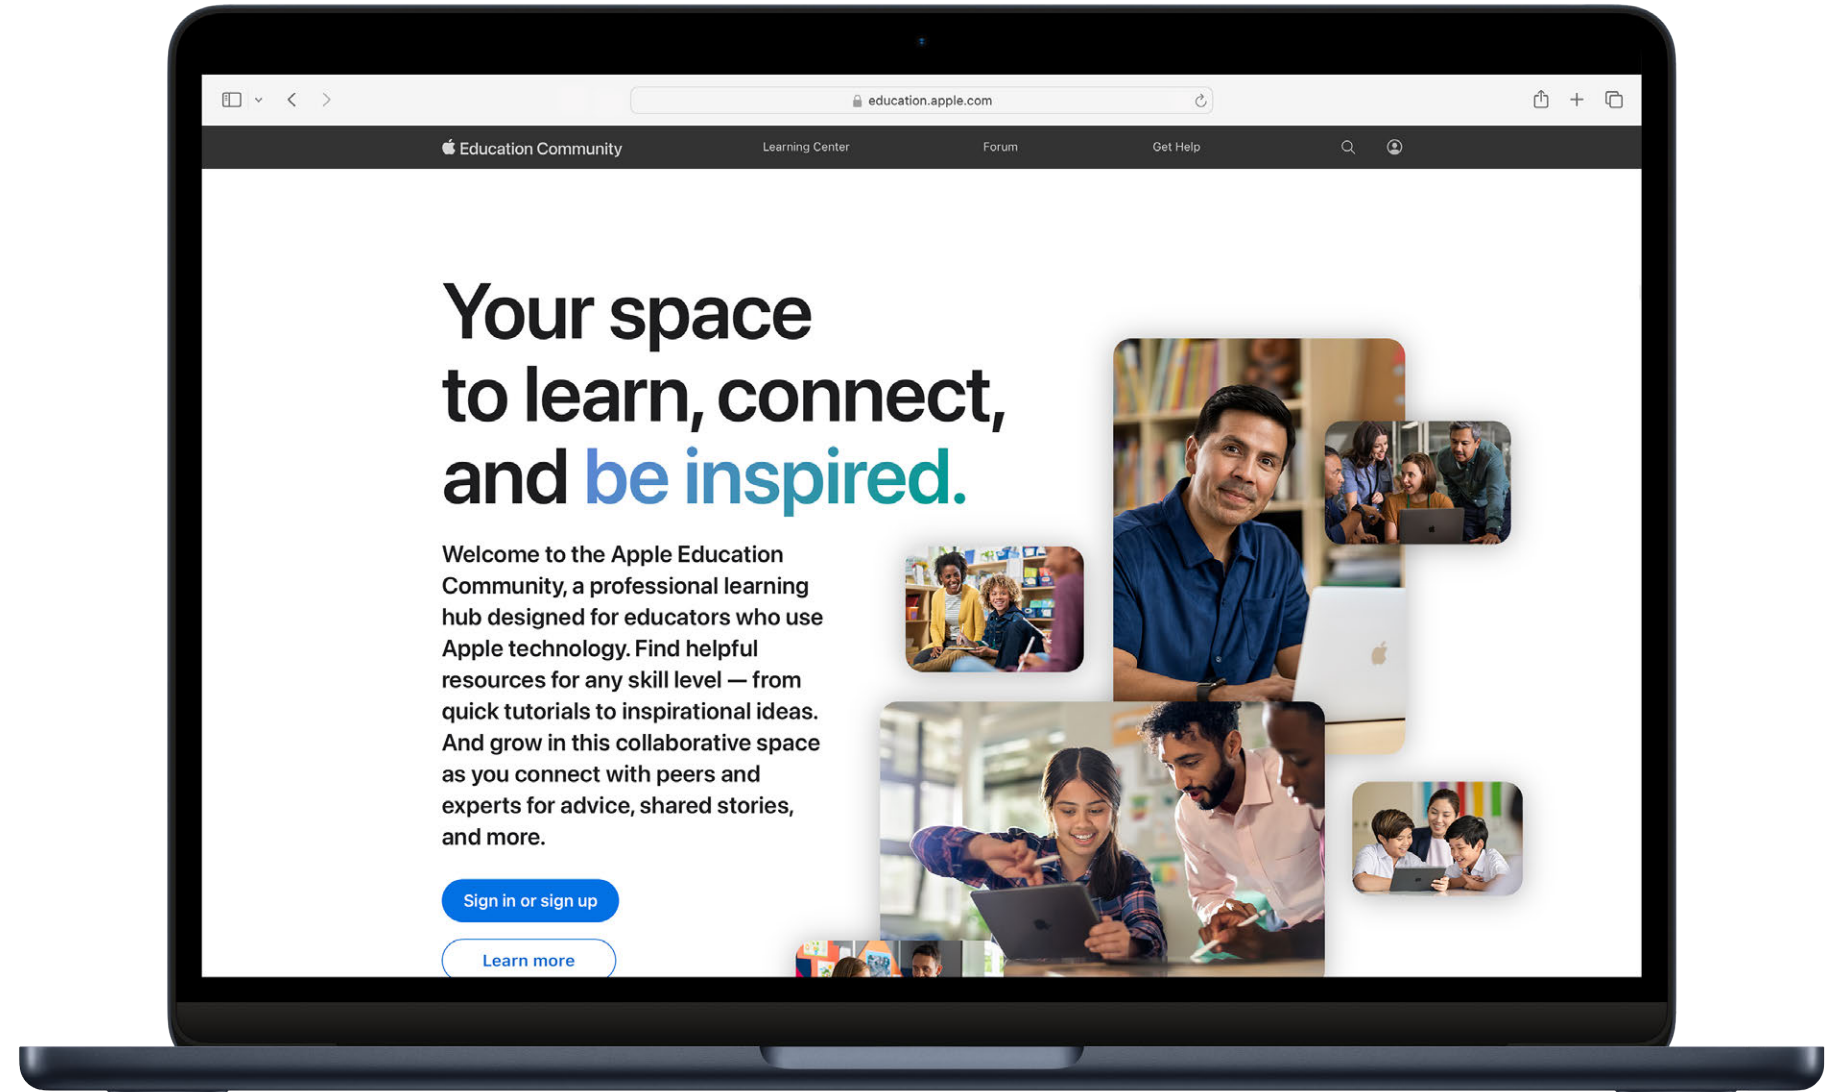 education.apple.com
Education Community
Learning Center
Forum
Get Help
Your space
to learn, connect,
and be inspired.
Welcome to the Apple Education
Community, a professional learning
hub designed for educators who use
Apple technology. Find helpful
resources for any skill level — from
quick tutorials to inspirational ideas.
And grow in this collaborative space
as you connect with peers and
experts for advice, shared stories,
and more.
Sign in or sign up
Learn more